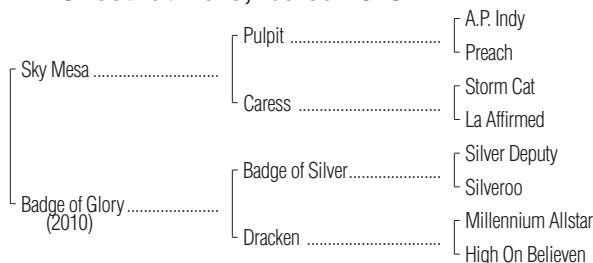 A.P. Indy
Pulpit
Preach
Sky Mesa
Storm Cat
Caress
La Affirmed
Silver Deputy
Badge of Silver
Silveroo
Badge of Glory
(2010)
Millennium Allstar
Dracken
High On Believen